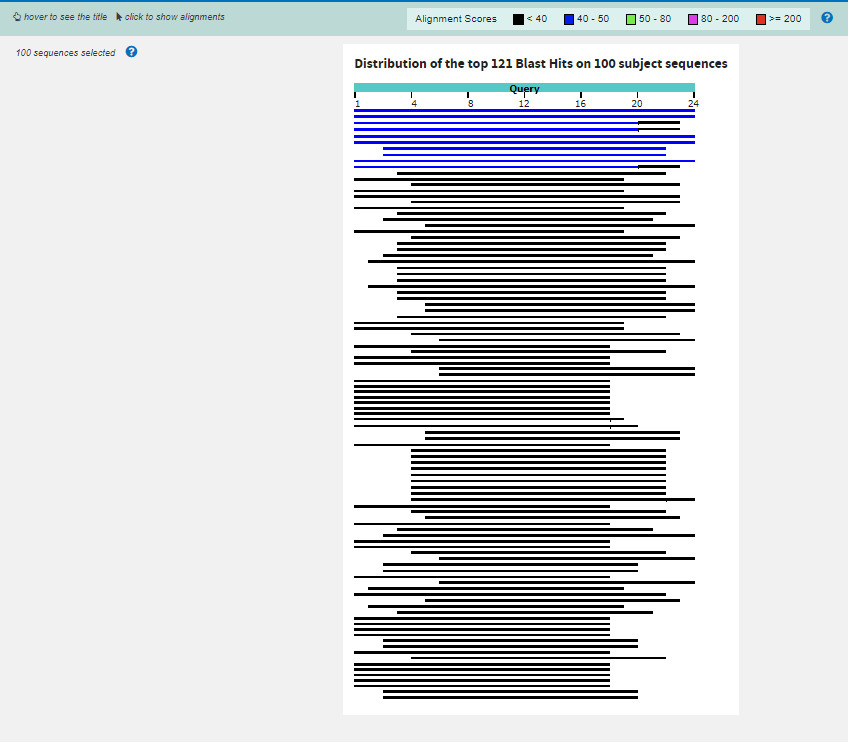 hover to see the title click to show alignments
Alignment Scores < 40 40 - 50 50 - 80 80 - 200 >= 200 ?
100 sequences selected ?
Distribution of the top 121 Blast Hits on 100 subject sequences
Query
1 4 8 12 16 20 24